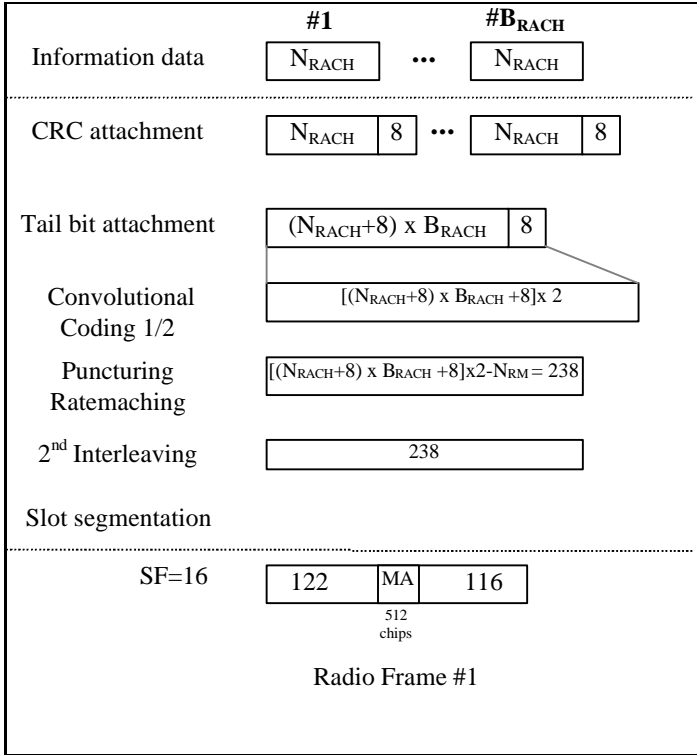 #1 #BRACH
Information data NRACH ... NRACH
CRC attachment NRACH 8 ... NRACH 8
Tail bit attachment (NRACH+8) x BRACH 8
Convolutional Coding 1/2 [(NRACH+8) x BRACH +8]x 2
Puncturing Ratemaching [(NRACH+8) x BRACH +8]x2-NRM = 238
2nd Interleaving 238
Slot segmentation
SF=16 122 MA 116
512
chips
Radio Frame #1